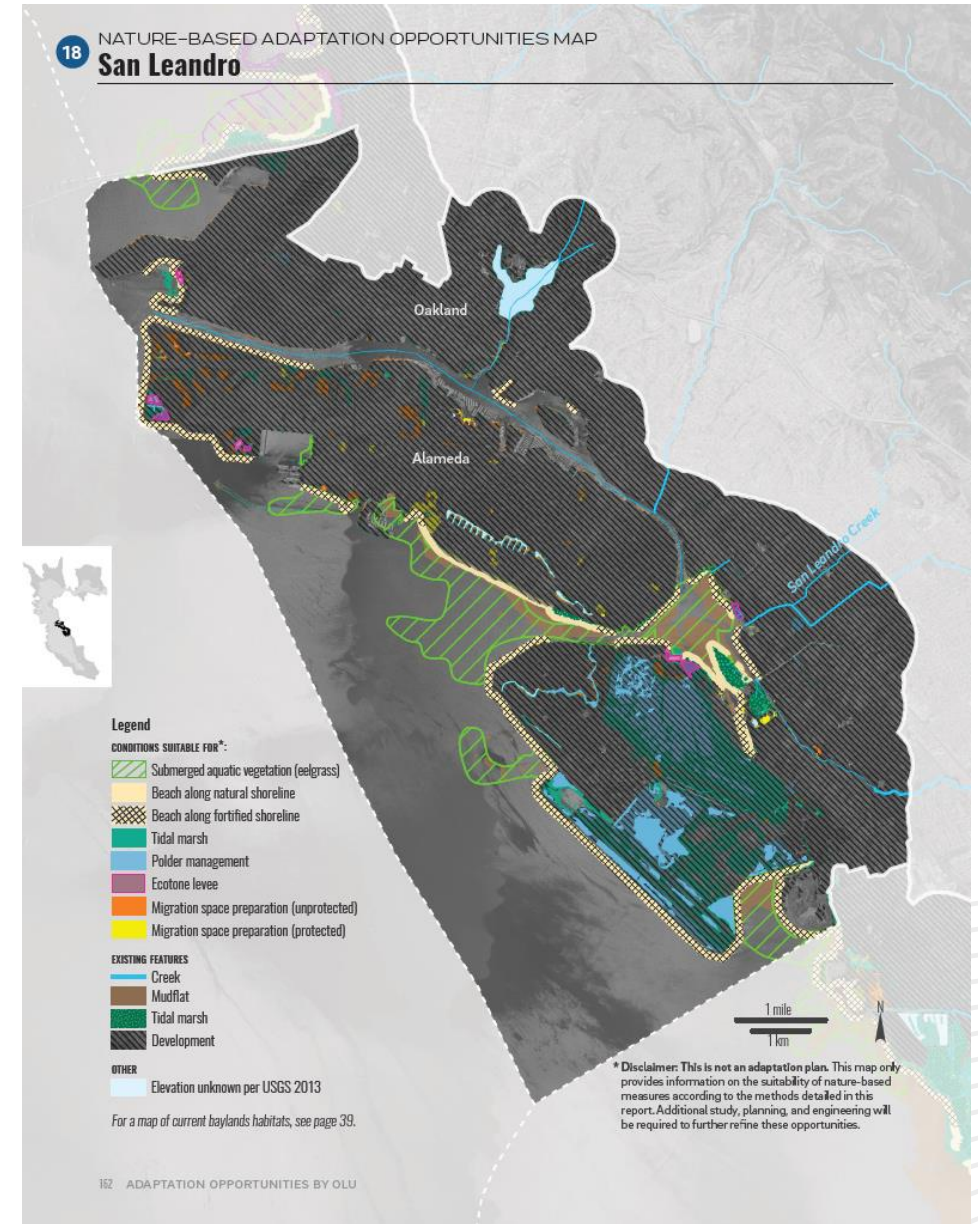 18
NATURE-BASED ADAPTATION OPPORTUNITIES MAP
San Leandro
Oakland
Alameda
San Leandro Creek
Legend
CONDITIONS SUITABLE FOR*:
Submerged aquatic vegetation (eelgrass)
Beach along natural shoreline
Beach along fortified shoreline
Tidal marsh
Polder management
Ecotone levee
Migration space preparation (unprotected)
Migration space preparation (protected)
EXISTING FEATURES
Creek
Mudflat
Tidal marsh
Development
OTHER
Elevation unknown per USGS 2013
For a map of current baylands habitats, see page 39.
1 mile
1 km
N
* Disclaimer: This is not an adaptation plan. This map only
provides information on the suitability of nature-based
measures according to the methods detailed in this
report. Additional study, planning, and engineering will
be required to further refine these opportunities.
162 ADAPTATION OPPORTUNITIES BY OLU